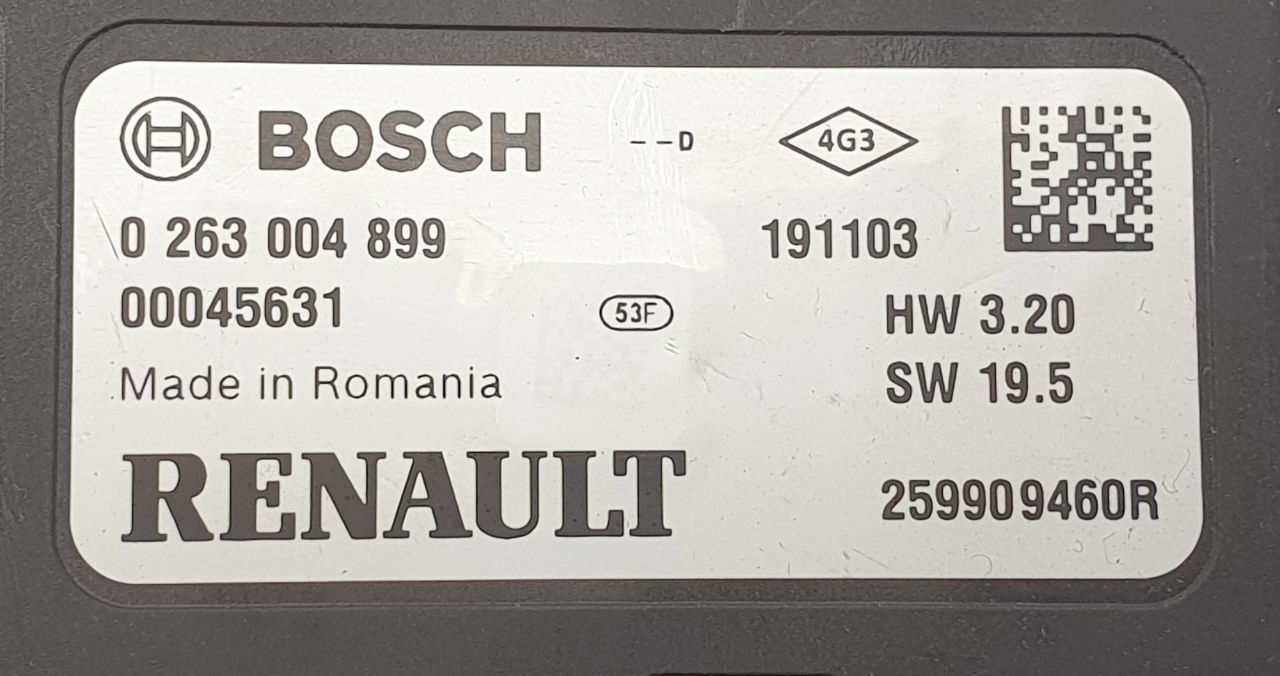 BOSCH --D 4G3
0 263 004 899 191103
00045631 53F HW 3.20
Made in Romania SW 19.5
RENAULT 259909460R